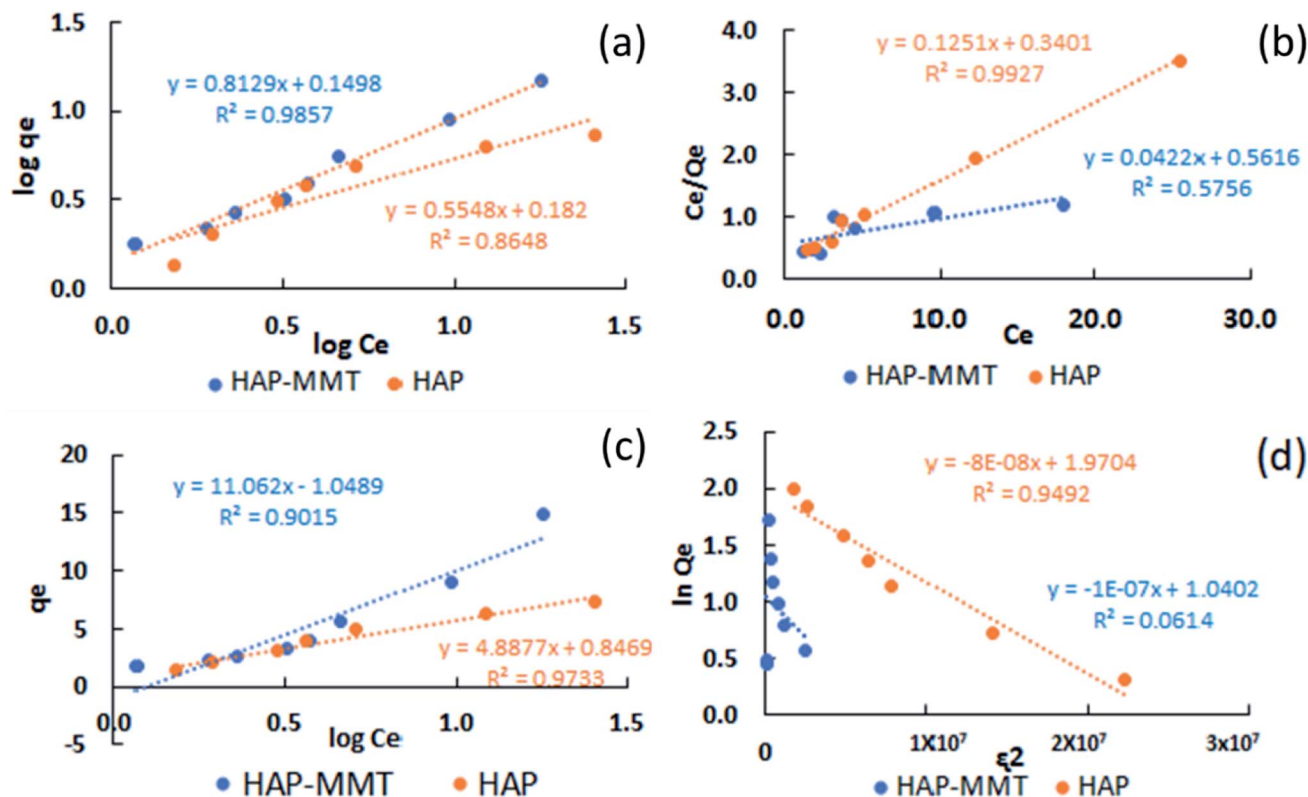 (a)
y = 0.8129x + 0.1498
R² = 0.9857
y = 0.5548x + 0.182
R² = 0.8648
log qe
1.5
1.0
0.5
0.0
0.0 0.5 1.0 1.5
log Ce
HAP-MMT HAP
(b)
y = 0.1251x + 0.3401
R² = 0.9927
y = 0.0422x + 0.5616
R² = 0.5756
Ce/Qe
4.0
3.0
2.0
1.0
0.0
0.0 10.0 20.0 30.0
Ce
HAP-MMT HAP
(c)
y = 11.062x - 1.0489
R² = 0.9015
y = 4.8877x + 0.8469
R² = 0.9733
qe
20
15
10
5
0
-5
0.0 0.5 1.0 1.5
log Ce
HAP-MMT HAP
(d)
y = -8E-08x + 1.9704
R² = 0.9492
y = -1E-07x + 1.0402
R² = 0.0614
ln Qe
2.5
2.0
1.5
1.0
0.5
0.0
0 1X10⁷ 2X10⁷ 3x10⁷
ξ2
HAP-MMT HAP